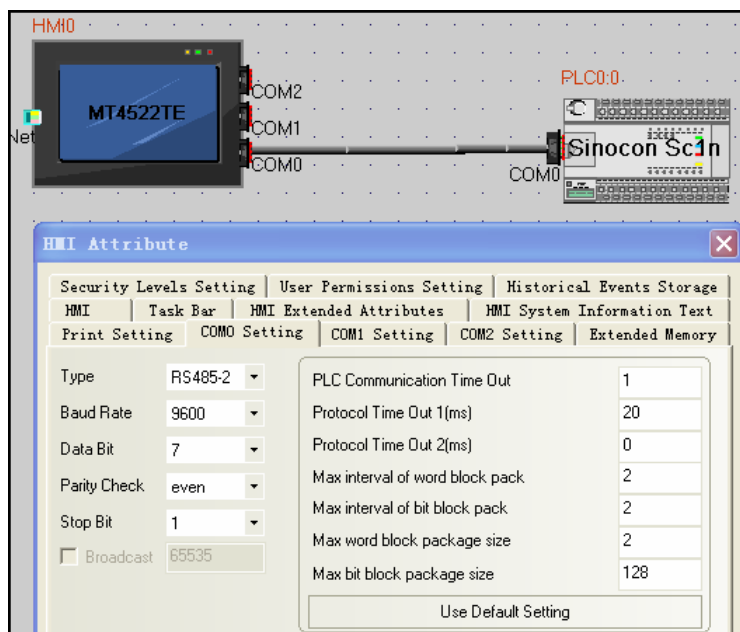 HMI0
PLC0:0
MT4522TE
COM2
COM1
Net
COM0
COM0
Sinocon Sc1n
HMI Attribute
Security Levels Setting User Permissions Setting Historical Events Storage
HMI Task Bar HMI Extended Attributes HMI System Information Text
Print Setting COM0 Setting COM1 Setting COM2 Setting Extended Memory
Type RS485-2
Baud Rate 9600
Data Bit 7
Parity Check even
Stop Bit 1
Broadcast 65535
PLC Communication Time Out 1
Protocol Time Out 1(ms) 20
Protocol Time Out 2(ms) 0
Max interval of word block pack 2
Max interval of bit block pack 2
Max word block package size 2
Max bit block package size 128
Use Default Setting